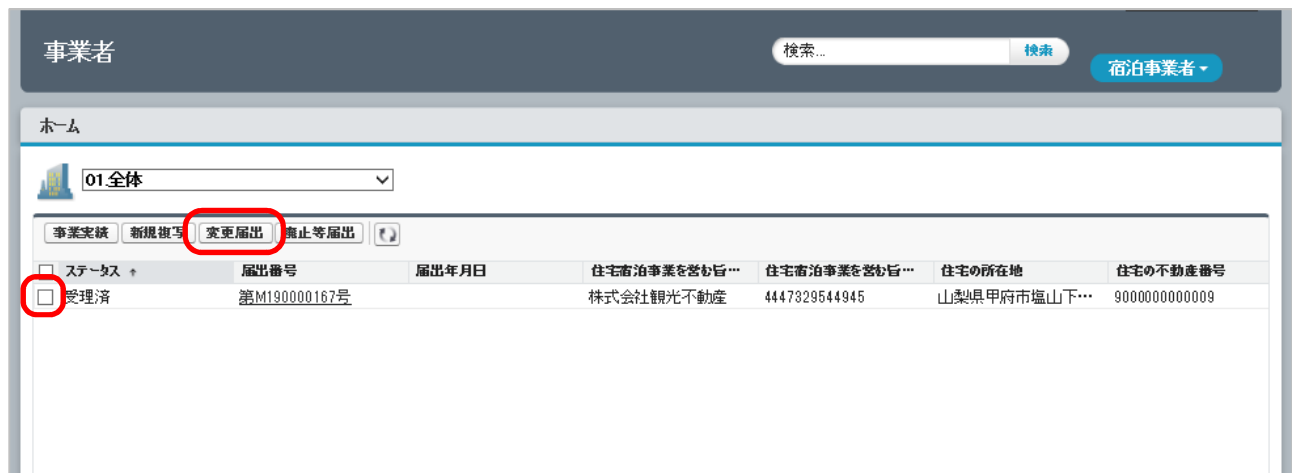 事業者 検索... 検索 宿泊事業者
ホーム
01.全体
事業実績 新規複写 変更届出 廃止等届出
ステータス ↑ 届出番号 届出年月日 住宅宿泊事業を営む旨… 住宅宿泊事業を営む旨… 住宅の所在地 住宅の不動産番号
受理済 第M190000167号 株式会社観光不動産 4447329544945 山梨県甲府市塩山下… 9000000000009